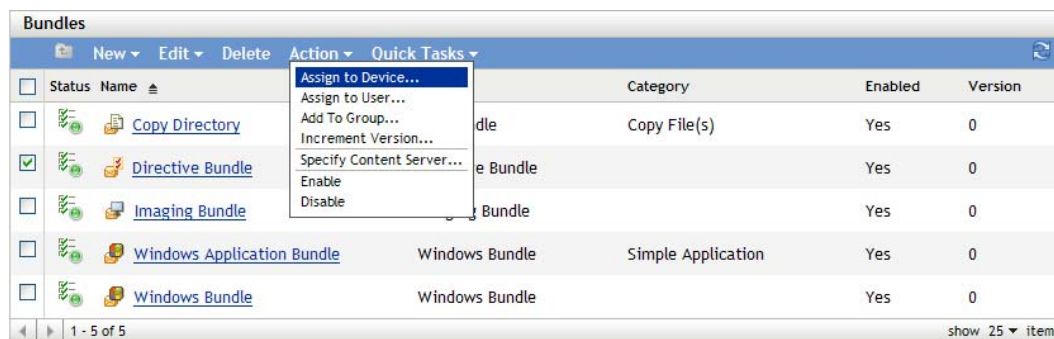 Bundles
New Edit Delete Action Quick Tasks
Status Name Category Enabled Version
Assign to Device...
Assign to User...
Add To Group...
Increment Version...
Specify Content Server...
Enable
Disable
Copy Directory Copy File(s) Yes 0
Directive Bundle Bundle Yes 0
Imaging Bundle Bundle Yes 0
Windows Application Bundle Windows Bundle Simple Application Yes 0
Windows Bundle Windows Bundle Yes 0
1 - 5 of 5 show 25 item